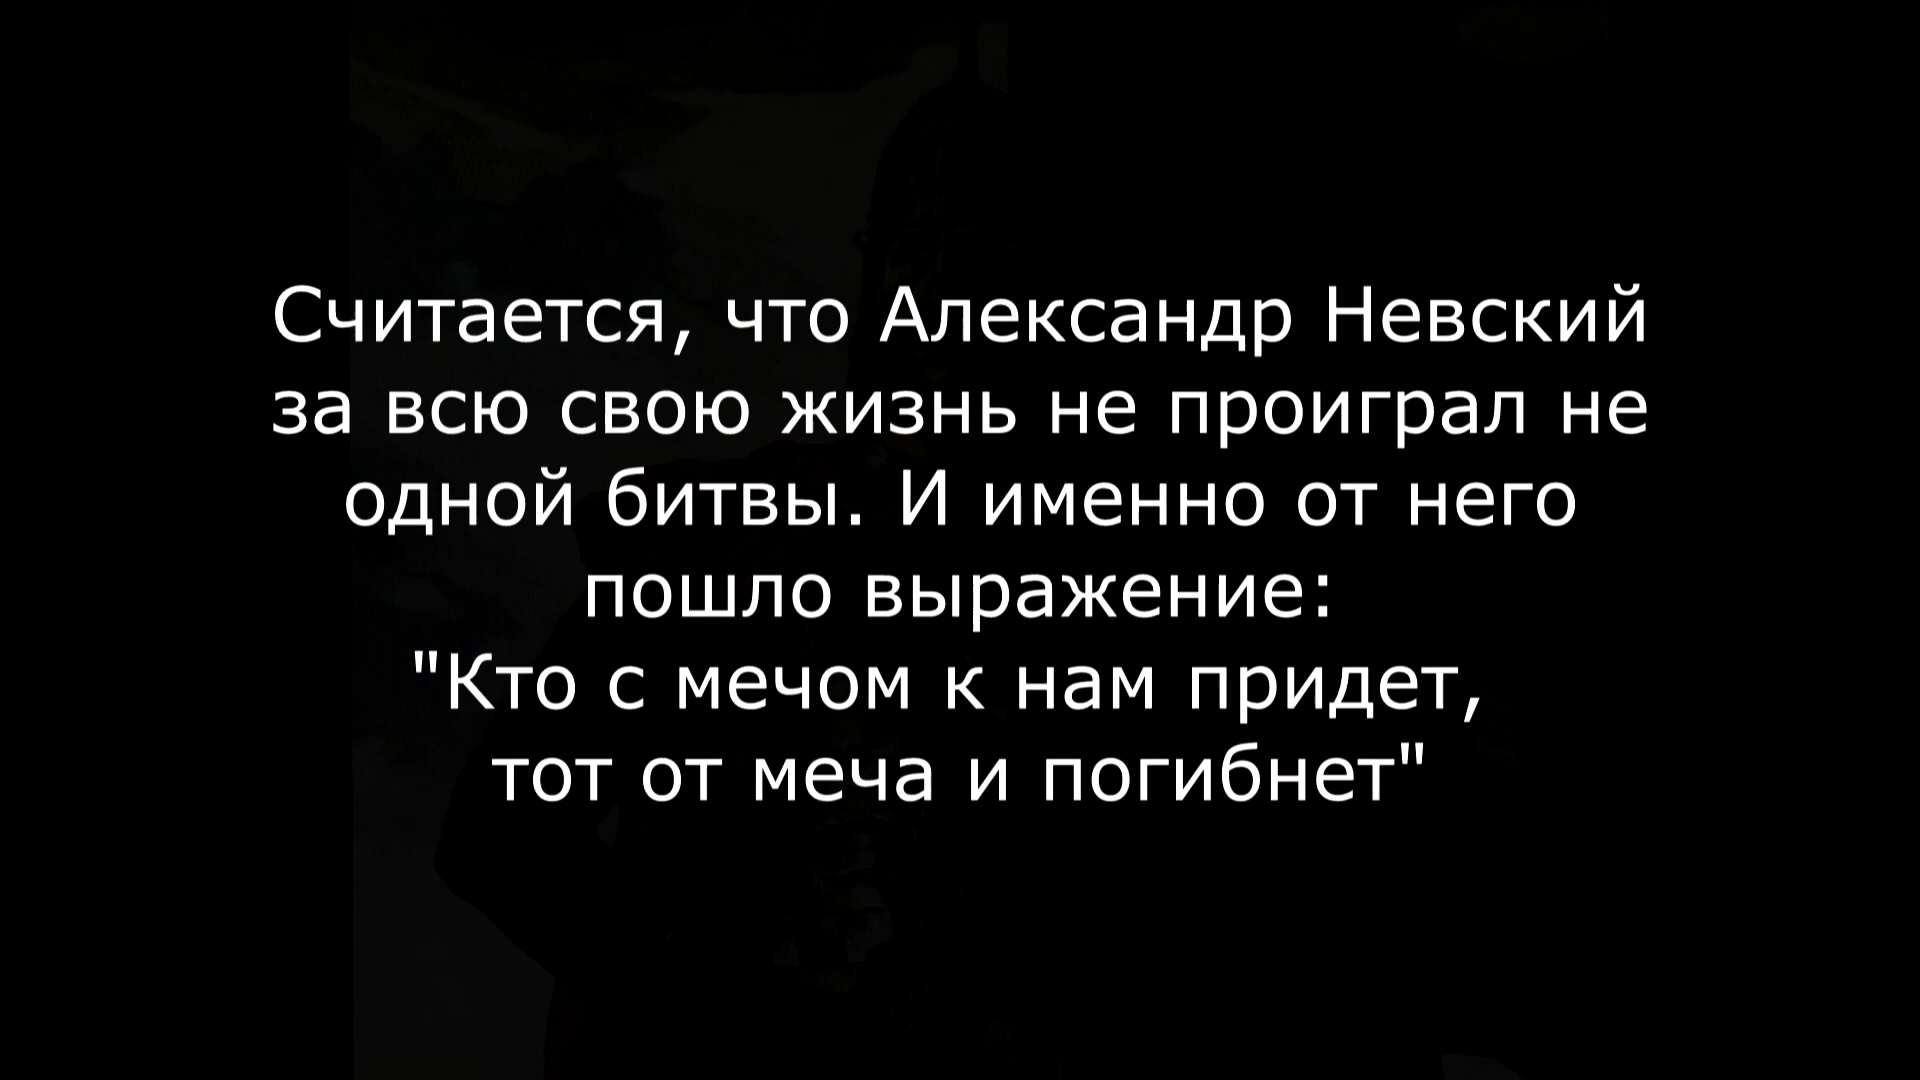 Считается, что Александр Невский
за всю свою жизнь не проиграл не
одной битвы. И именно от него
пошло выражение:
"Кто с мечом к нам придет,
тот от меча и погибнет"